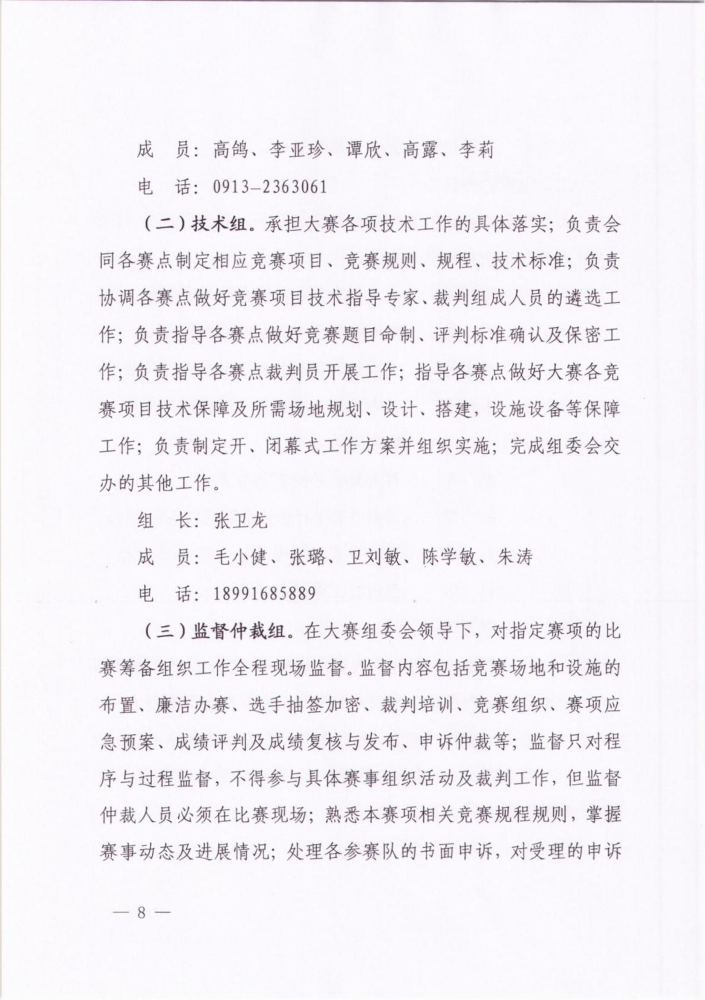 成　员：高鸽、李亚珍、谭欣、高露、李莉
电　话：0913—2363061
（二）技术组。承担大赛各项技术工作的具体落实；负责会
同各赛点制定相应竞赛项目、竞赛规则、规程、技术标准；负责
协调各赛点做好竞赛项目技术指导专家、裁判组成人员的遴选工
作；负责指导各赛点做好竞赛题目命制、评判标准确认及保密工
作；负责指导各赛点裁判员开展工作；指导各赛点做好大赛各竞
赛项目技术保障及所需场地规划、设计、搭建，设施设备等保障
工作；负责制定开、闭幕式工作方案并组织实施；完成组委会交
办的其他工作。
组　长：张卫龙
成　员：毛小健、张璐、卫刘敏、陈学敏、朱涛
电　话：18991685889
（三）监督仲裁组。在大赛组委会领导下，对指定赛项的比
赛筹备组织工作全程现场监督。监督内容包括竞赛场地和设施的
布置、廉洁办赛、选手抽签加密、裁判培训、竞赛组织、赛项应
急预案、成绩评判及成绩复核与发布、申诉仲裁等；监督只对程
序与过程监督，不得参与具体赛事组织活动及裁判工作，但监督
仲裁人员必须在比赛现场；熟悉本赛项相关竞赛规程规则，掌握
赛事动态及进展情况；处理各参赛队的书面申诉，对受理的申诉
— 8 —